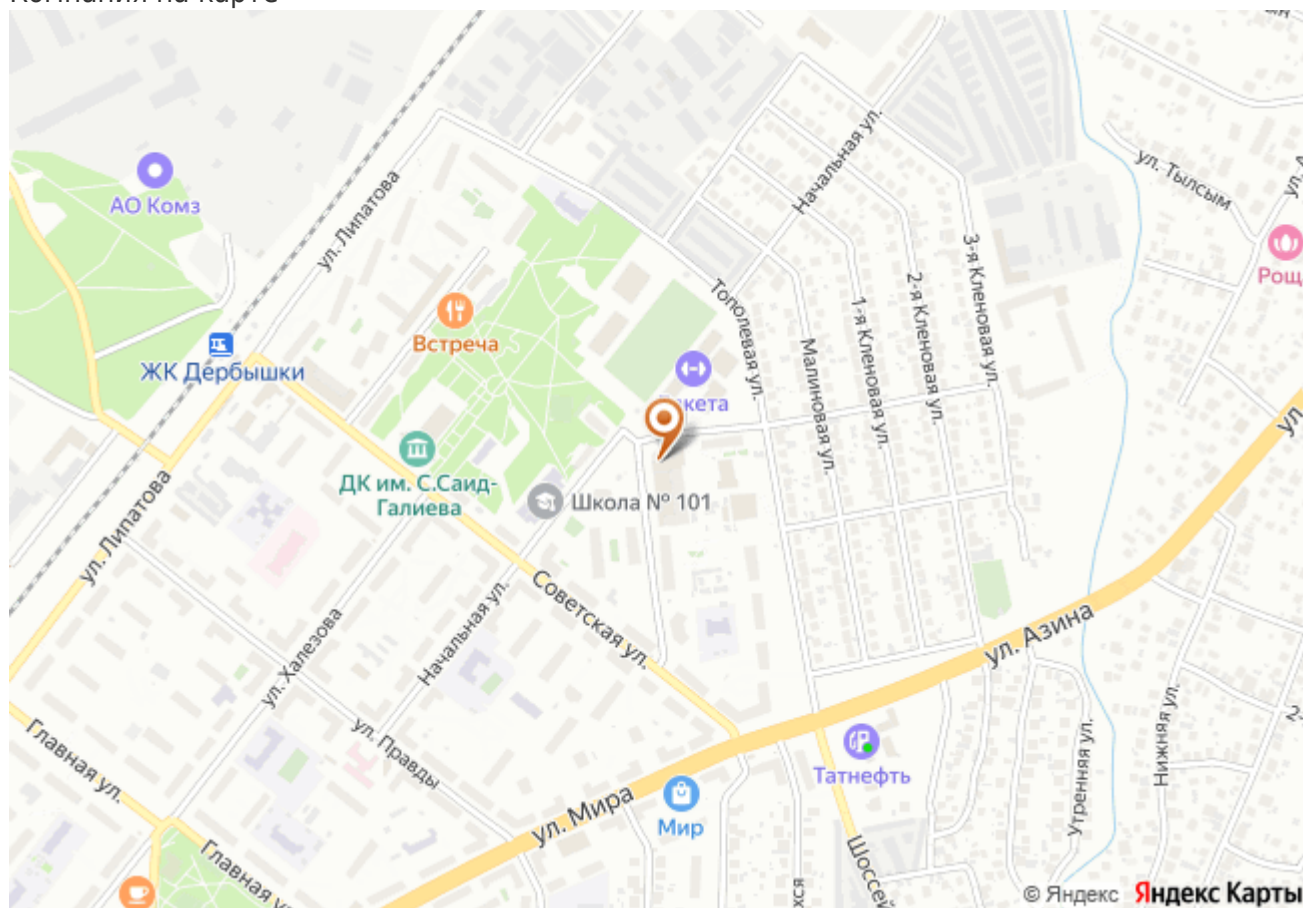 АО Комз
ул. Липатова
Начальная ул.
ул. Тылсым
Рощ
3-я Кленовая ул.
2-я Кленовая ул.
1-я Кленовая ул.
Малиновая ул.
Тополевая ул.
Встреча
ЖК Дербышки
ДК им. С.Саид-
Галиева
Школа № 101
ул. Липатова
ул. Халезова
Начальная ул.
Советская ул.
ул. Азина
ул.
ул. Правды
Главная ул.
Главная у
ул. Мира
Мир
Татнефть
Утренняя ул.
Нижняя ул.
2-
Шоссей
© Яндекс Яндекс Карты